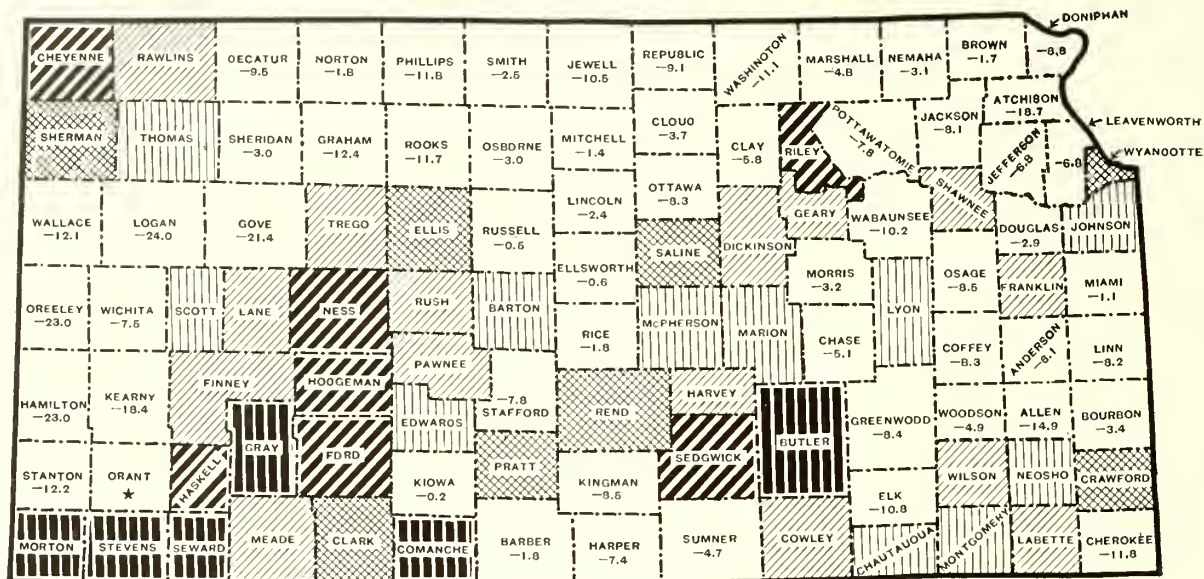 DONIPHAN
-8.8
CHEYENNE
RAWLINS
DECATUR
-9.5
NORTON
-1.8
PHILLIPS
-11.8
SMITH
-2.5
JEWELL
-10.5
REPUBLIC
-9.1
WASHINGTON
-11.1
MARSHALL
-4.8
NEMAHA
-3.1
BROWN
-1.7
SHERMAN
THOMAS
SHERIDAN
-3.0
GRAHAM
-12.4
ROOKS
-11.7
OSBDRNE
-3.0
MITCHELL
-1.4
CLOUO
-3.7
CLAY
-5.8
RILEY
POTTAWATOMIE
-7.8
JACKSON
-8.1
ATCHISON
-18.7
LEAVENWORTH
-6.8
JEFFERSON
-6.8
WYANOOTTE
WALLACE
-12.1
LOGAN
-24.0
GOVE
-21.4
TREGO
ELLIS
RUSSELL
-0.5
LINCOLN
-2.4
OTTAWA
-8.3
SALINE
DICKINSON
GEARY
WABAUNSEE
-10.2
SHAWNEE
DOUGLAS
-2.9
JOHNSON
OREELEY
-23.0
WICHITA
-7.5
SCOTT
LANE
NESS
RUSH
BARTON
ELLSWORTH
-0.6
RICE
-1.8
McPHERSON
MARION
MORRIS
-3.2
CHASE
-5.1
LYON
OSAGE
-8.5
FRANKLIN
MIAMI
-1.1
HAMILTON
-23.0
KEARNY
-18.4
FINNEY
HOOGEMAN
PAWNEE
EDWAROS
-7.8
STAFFORD
REND
HARVEY
BUTLER
GREENWODD
-8.4
COFFEY
-8.3
ANDERSON
-8.1
LINN
-8.2
WOODSON
-4.9
ALLEN
-14.9
BOURBON
-3.4
STANTON
-12.2
ORANT
★
HASKELL
GRAY
FDRD
KIOWA
-0.2
PRATT
KINGMAN
-8.5
SEDGWICK
ELK
-10.8
WILSON
NEOSHO
CRAWFORD
MORTON
STEVENS
SEWARD
MEADE
CLARK
COMANCHE
BARBER
-1.8
HARPER
-7.4
SUMNER
-4.7
COWLEY
CHAUTAUQUA
MONTGOMERY
LABETTE
CHEROKEE
-11.8